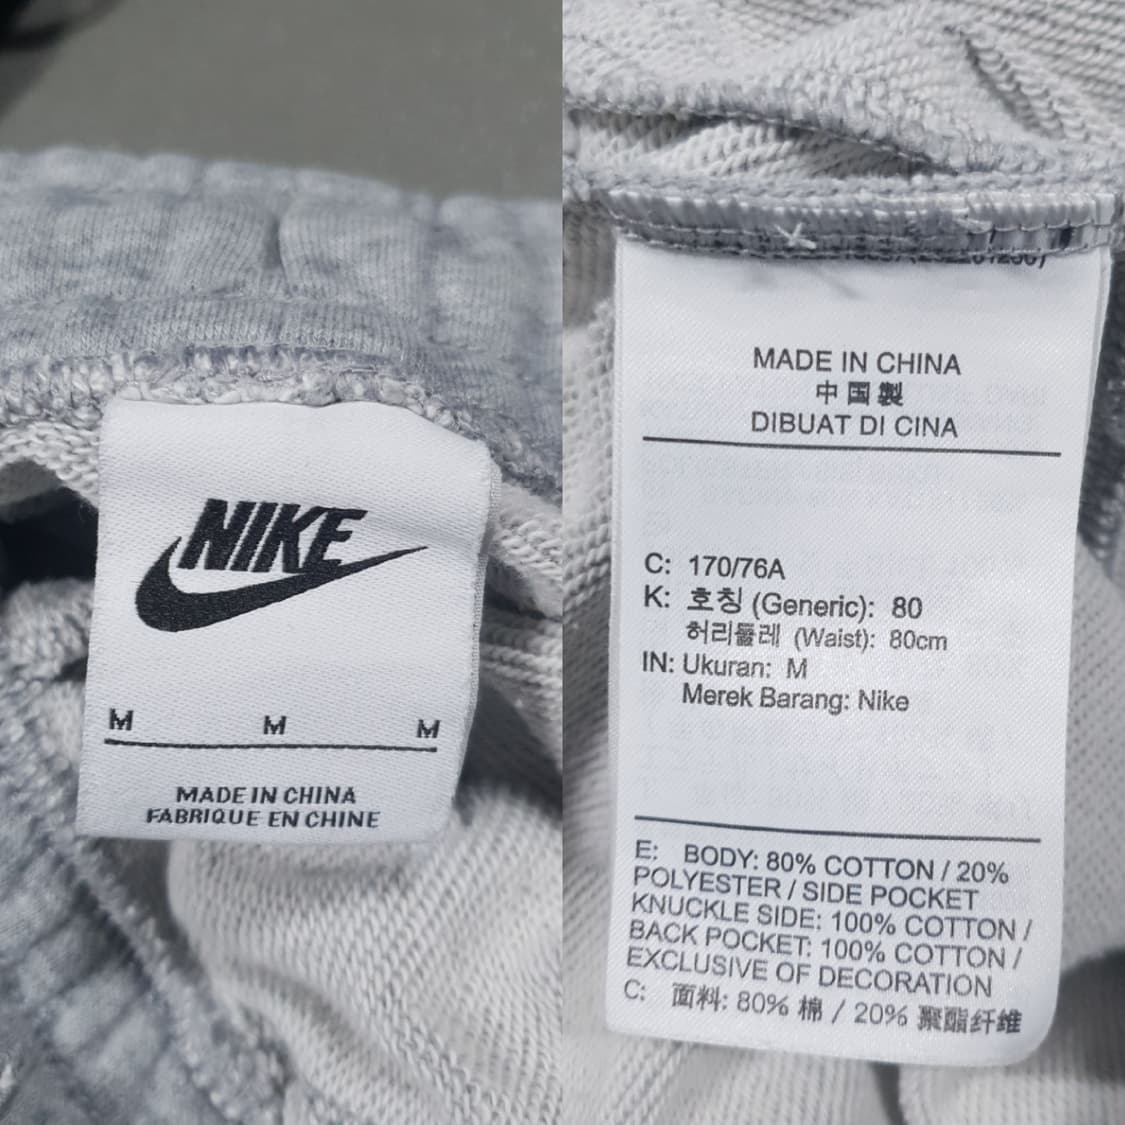 NIKE
M M M
MADE IN CHINA
FABRIQUE EN CHINE
MADE IN CHINA
中国製
DIBUAT DI CINA
C: 170/76A
K: 호칭 (Generic): 80
허리둘레 (Waist): 80cm
IN: Ukuran: M
Merek Barang: Nike
E: BODY: 80% COTTON / 20%
POLYESTER / SIDE POCKET
KNUCKLE SIDE: 100% COTTON /
BACK POCKET: 100% COTTON /
EXCLUSIVE OF DECORATION
C: 面料: 80% 棉 / 20% 聚酯纤维